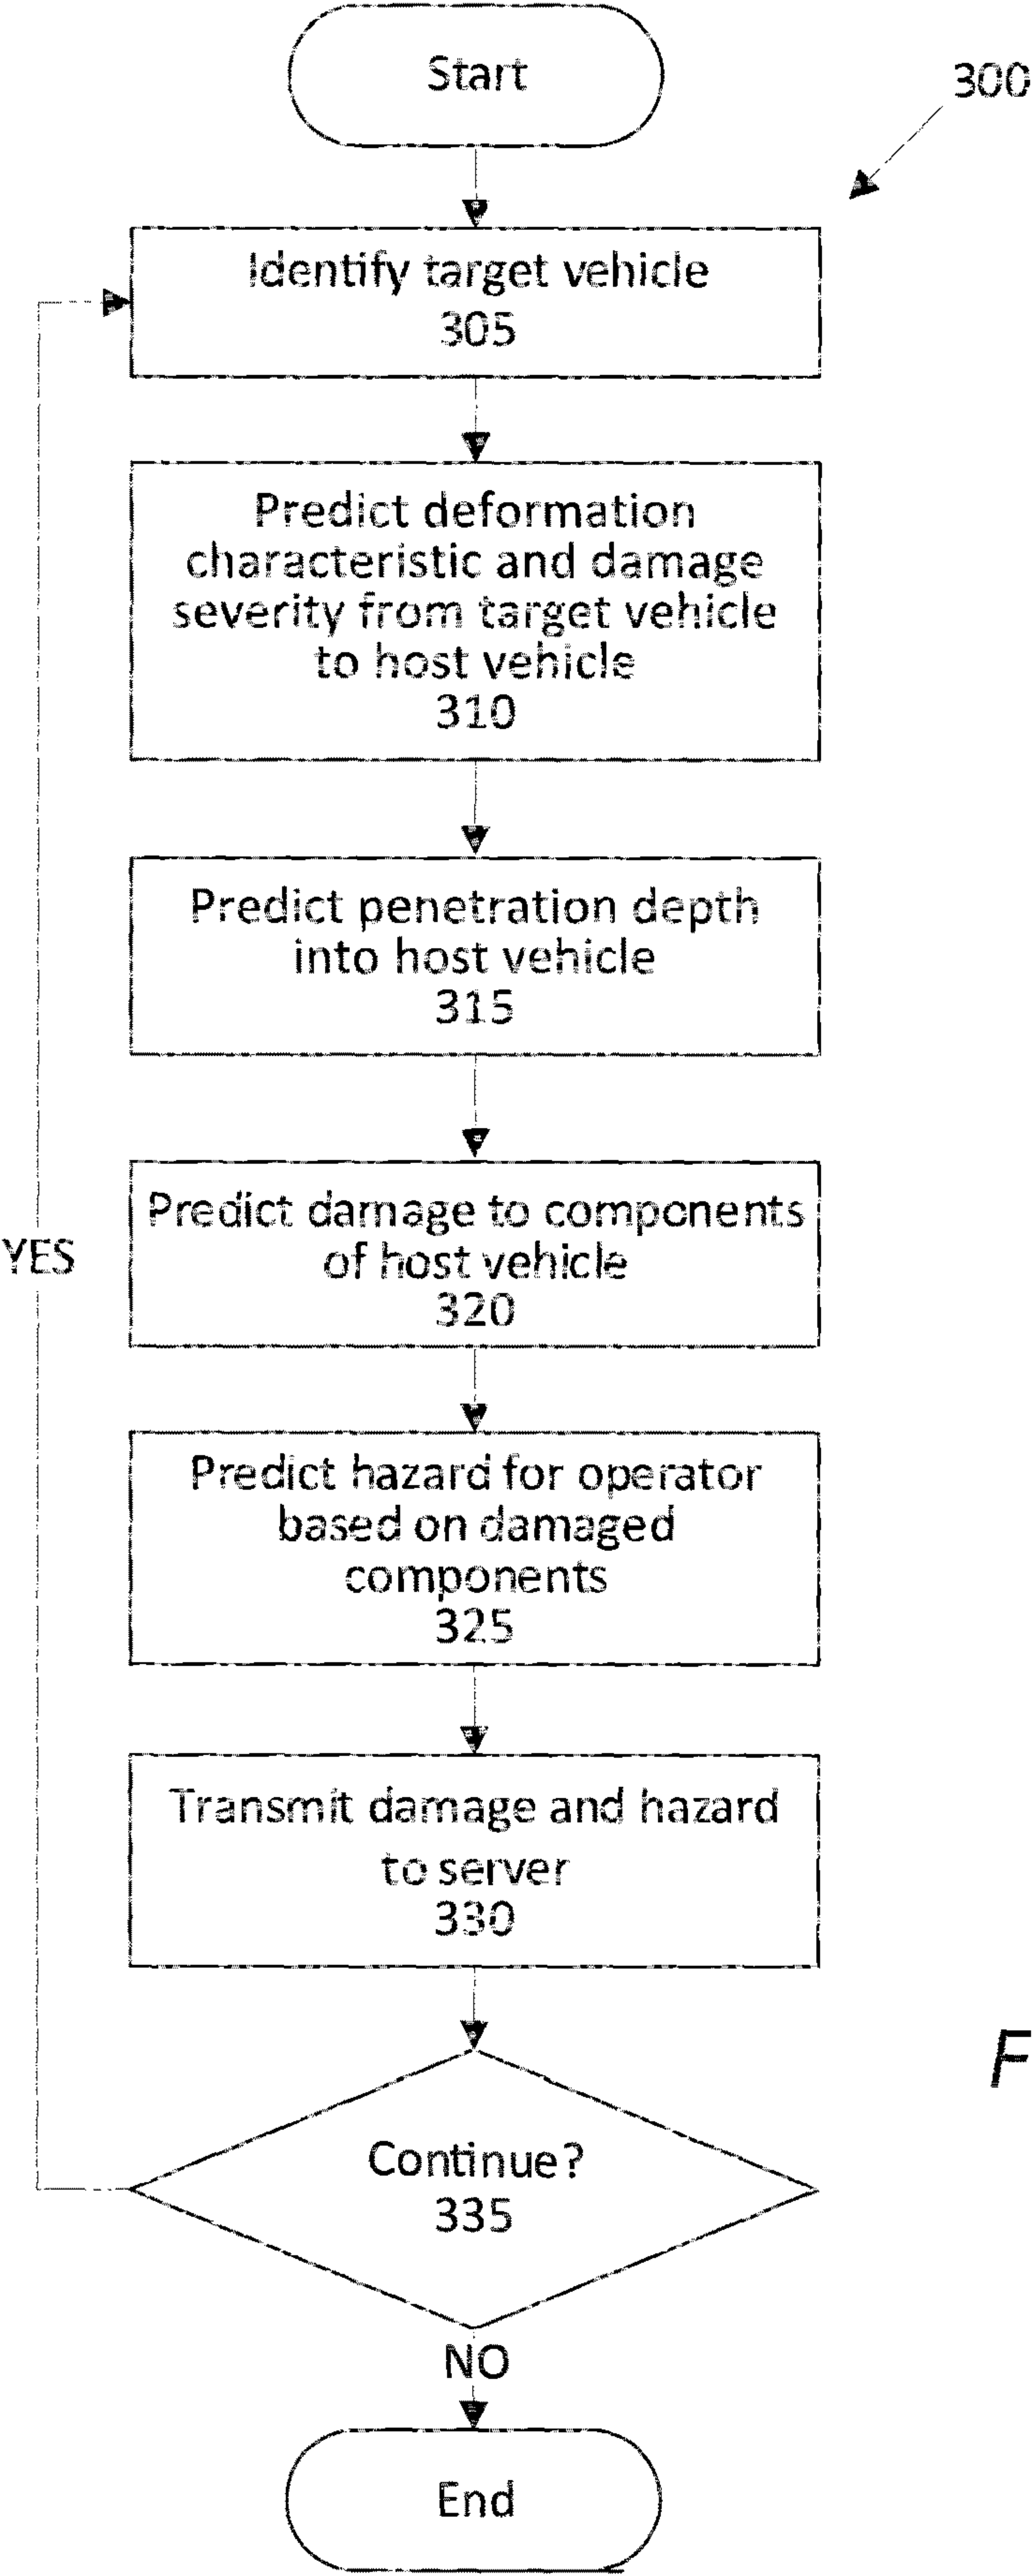 Start
300
Identify target vehicle
305
Predict deformation
characteristic and damage
severity from target vehicle
to host vehicle
310
Predict penetration depth
into host vehicle
315
Predict damage to components
of host vehicle
320
YES
Predict hazard for operator
based on damaged
components
325
Transmit damage and hazard
to server
330
F
Continue?
335
NO
End